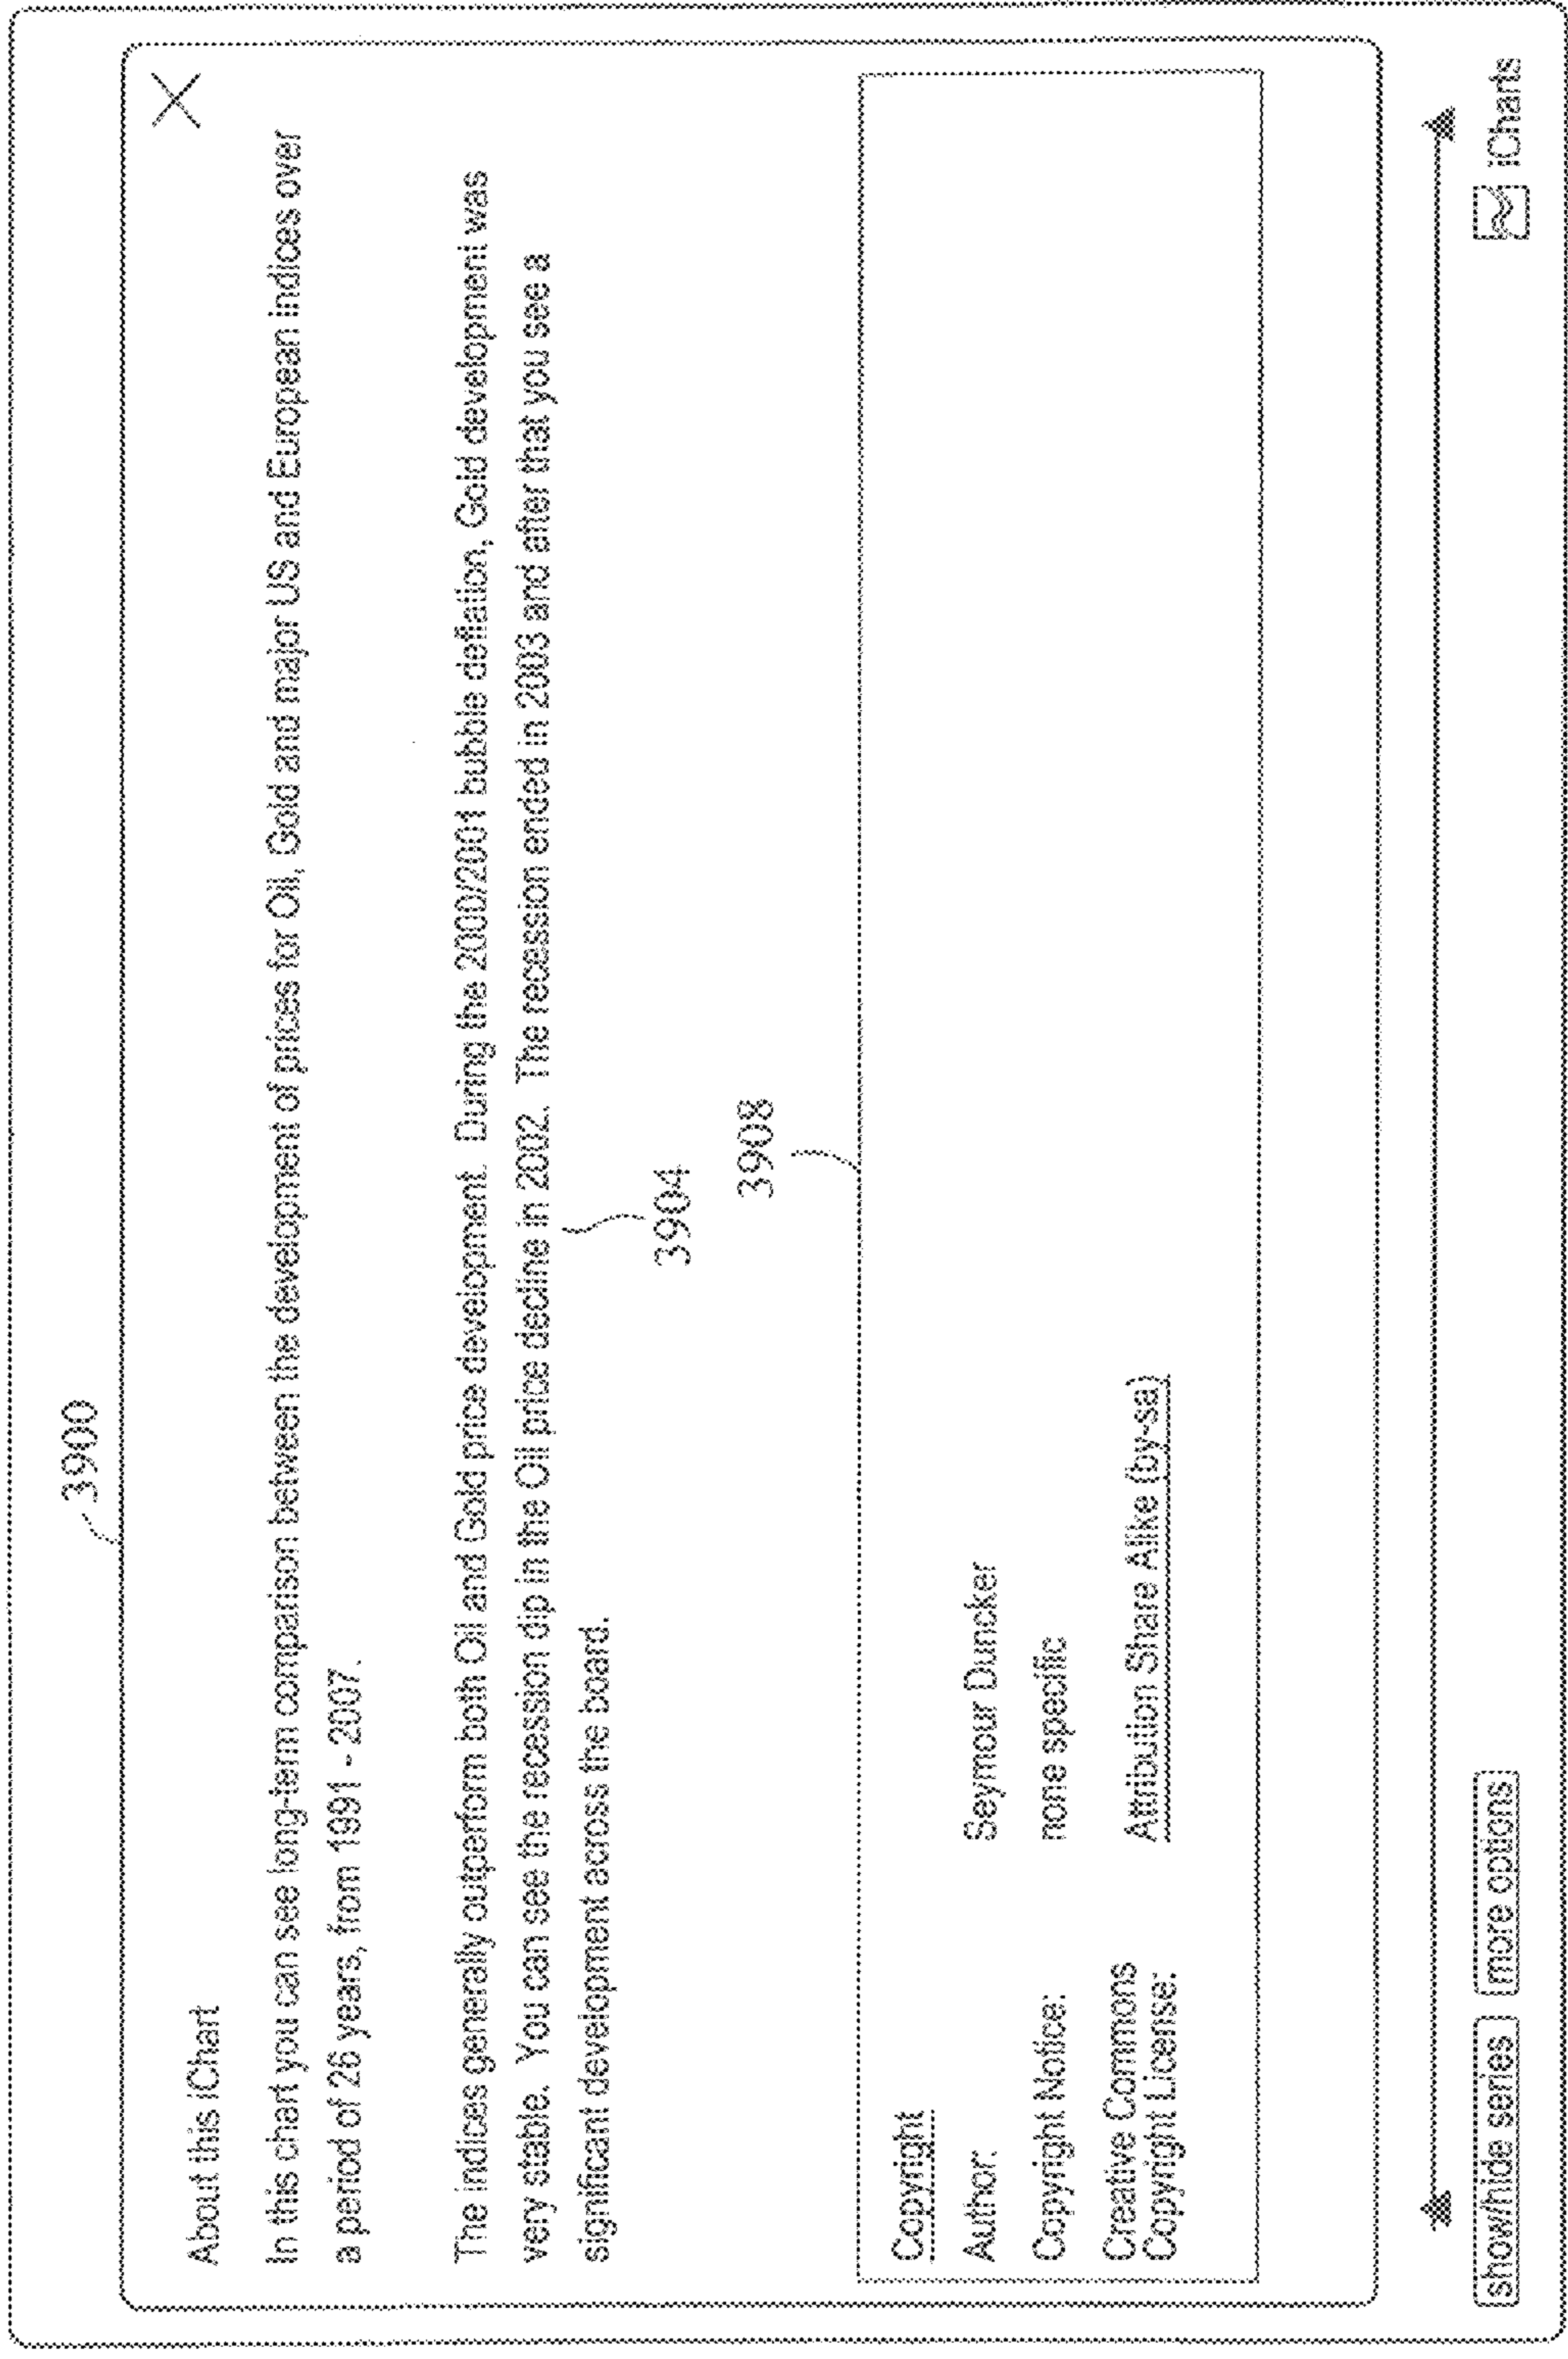 3900
About this iChart
In this chart you can see long-term comparison between the development of prices for Oil, Gold and major US and European indices over
a period of 26 years, from 1991 - 2007.
The indices generally outperform both Oil and Gold price development. During the 2000/2001 bubble deflation, Gold development was
very stable. You can see the recession dip in the Oil price decline in 2002. The recession ended in 2003 and after that you see a
significant development across the board.
3904
3908
Copyright
Author: Seymour Duncker
Copyright Notice: none specific
Creative Commons
Copyright License: Attribution Share Alike (by-sa)
show/hide series more options iCharts